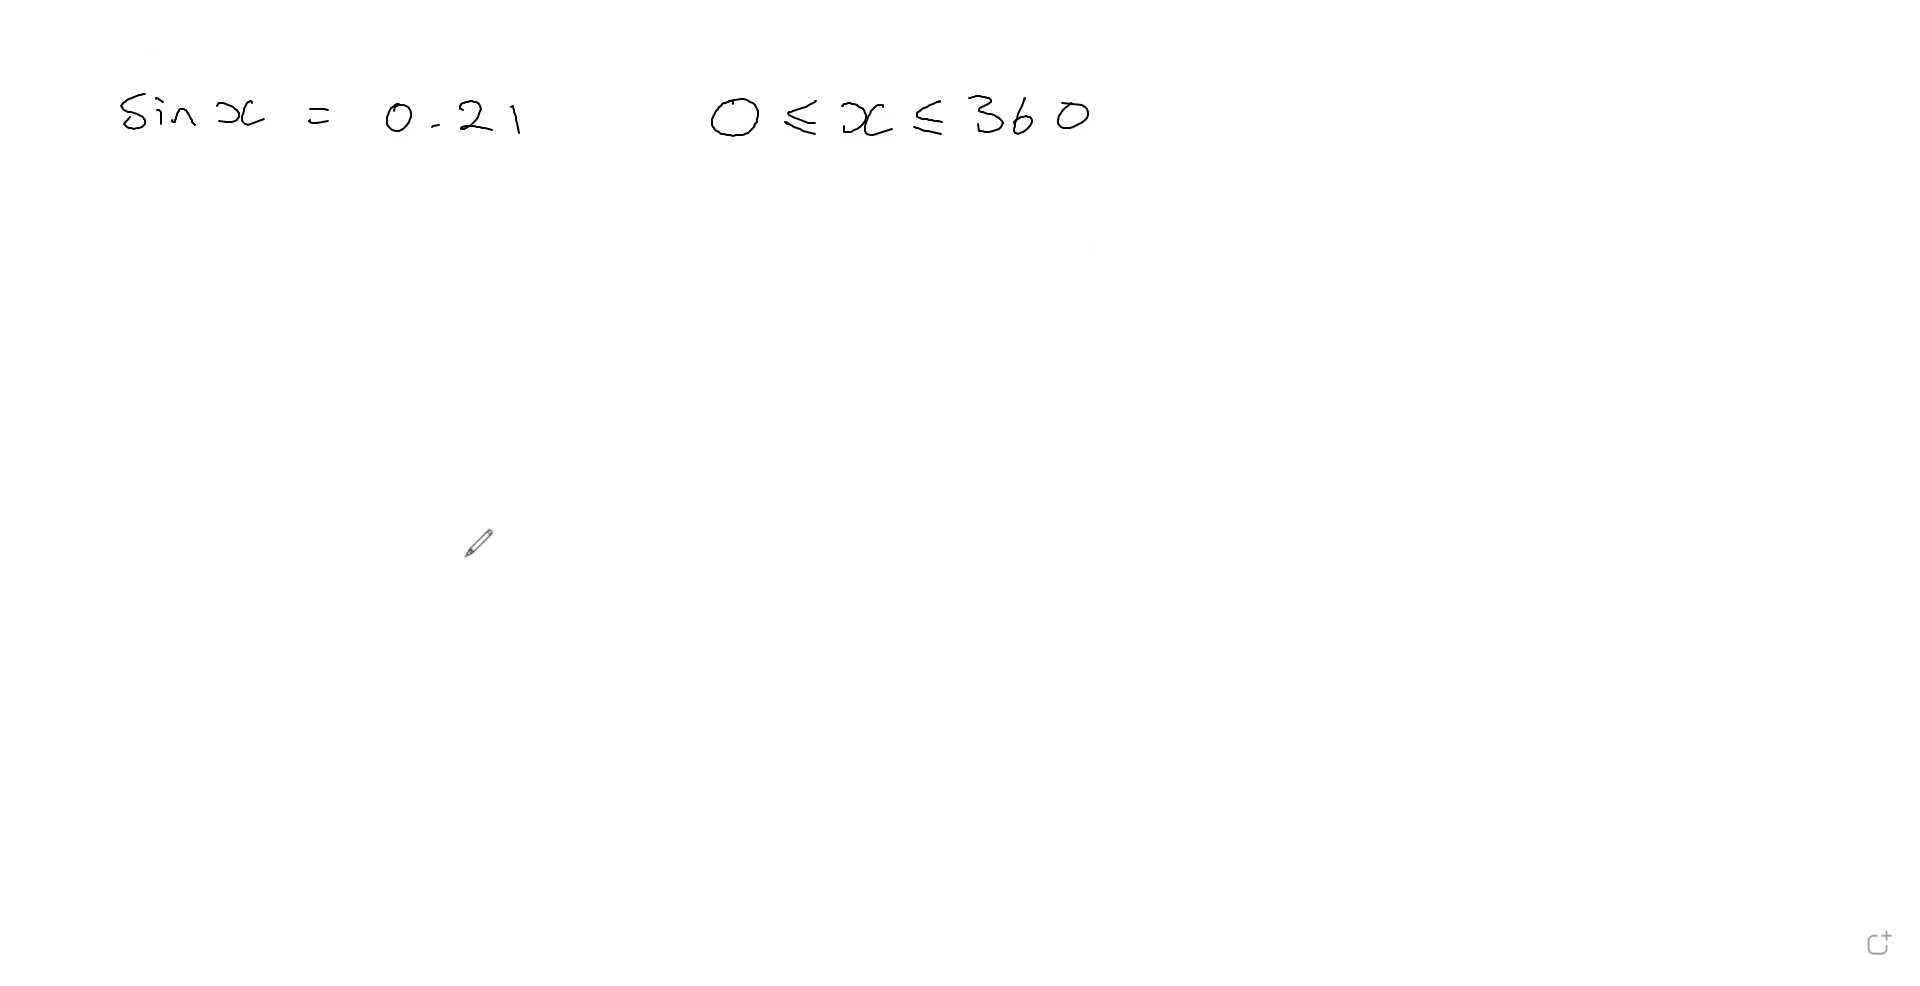 sin x = 0.21 0 ≤ x ≤ 360